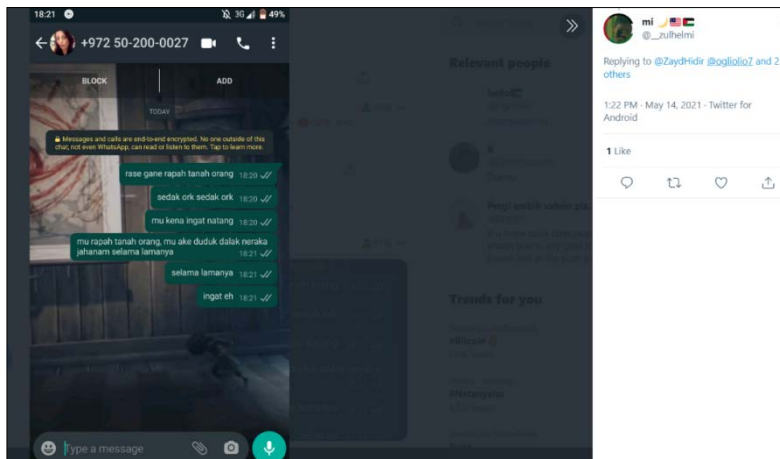 18:21
3G
49%
+972 50-200-0027
BLOCK
ADD
TODAY
Messages and calls are end-to-end encrypted. No one outside of this
chat, not even WhatsApp, can read or listen to them. Tap to learn more.
rase gane rapah tanah orang 18:20
sedak ork sedak ork 18:20
mu kena ingat natang 18:20
mu rapah tanah orang, mu ake duduk dalak neraka
jahanam selama lamanya 18:21
selama lamanya 18:21
ingat eh 18:21
Type a message
Relevant people
Trends for you
mi
@__zulhelmi
Replying to @ZaydHidir @ogliolio7 and 2
others
1:22 PM · May 14, 2021 · Twitter for
Android
1 Like